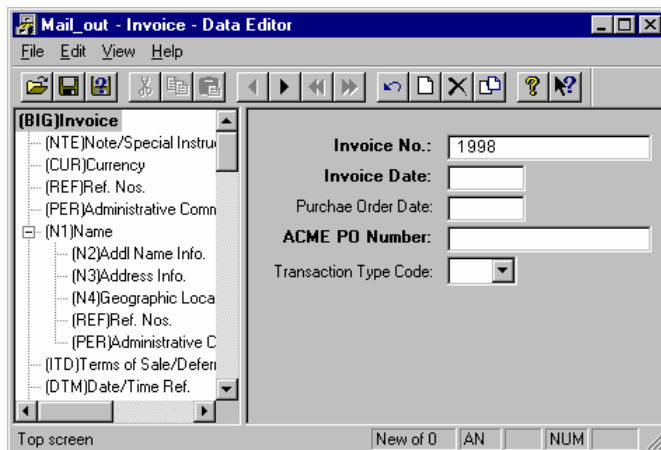 Mail_out - Invoice - Data Editor
File Edit View Help
(BIG)Invoice
(NTE)Note/Special Instru
(CUR)Currency
(REF)Ref. Nos.
(PER)Administrative Comm
(N1)Name
(N2)Addl Name Info.
(N3)Address Info.
(N4)Geographic Loca
(REF)Ref. Nos.
(PER)Administrative C
(ITD)Terms of Sale/Deferr
(DTM)Date/Time Ref.
Invoice No.: 1998
Invoice Date:
Purchae Order Date:
ACME PO Number:
Transaction Type Code:
Top screen New of 0 AN NUM